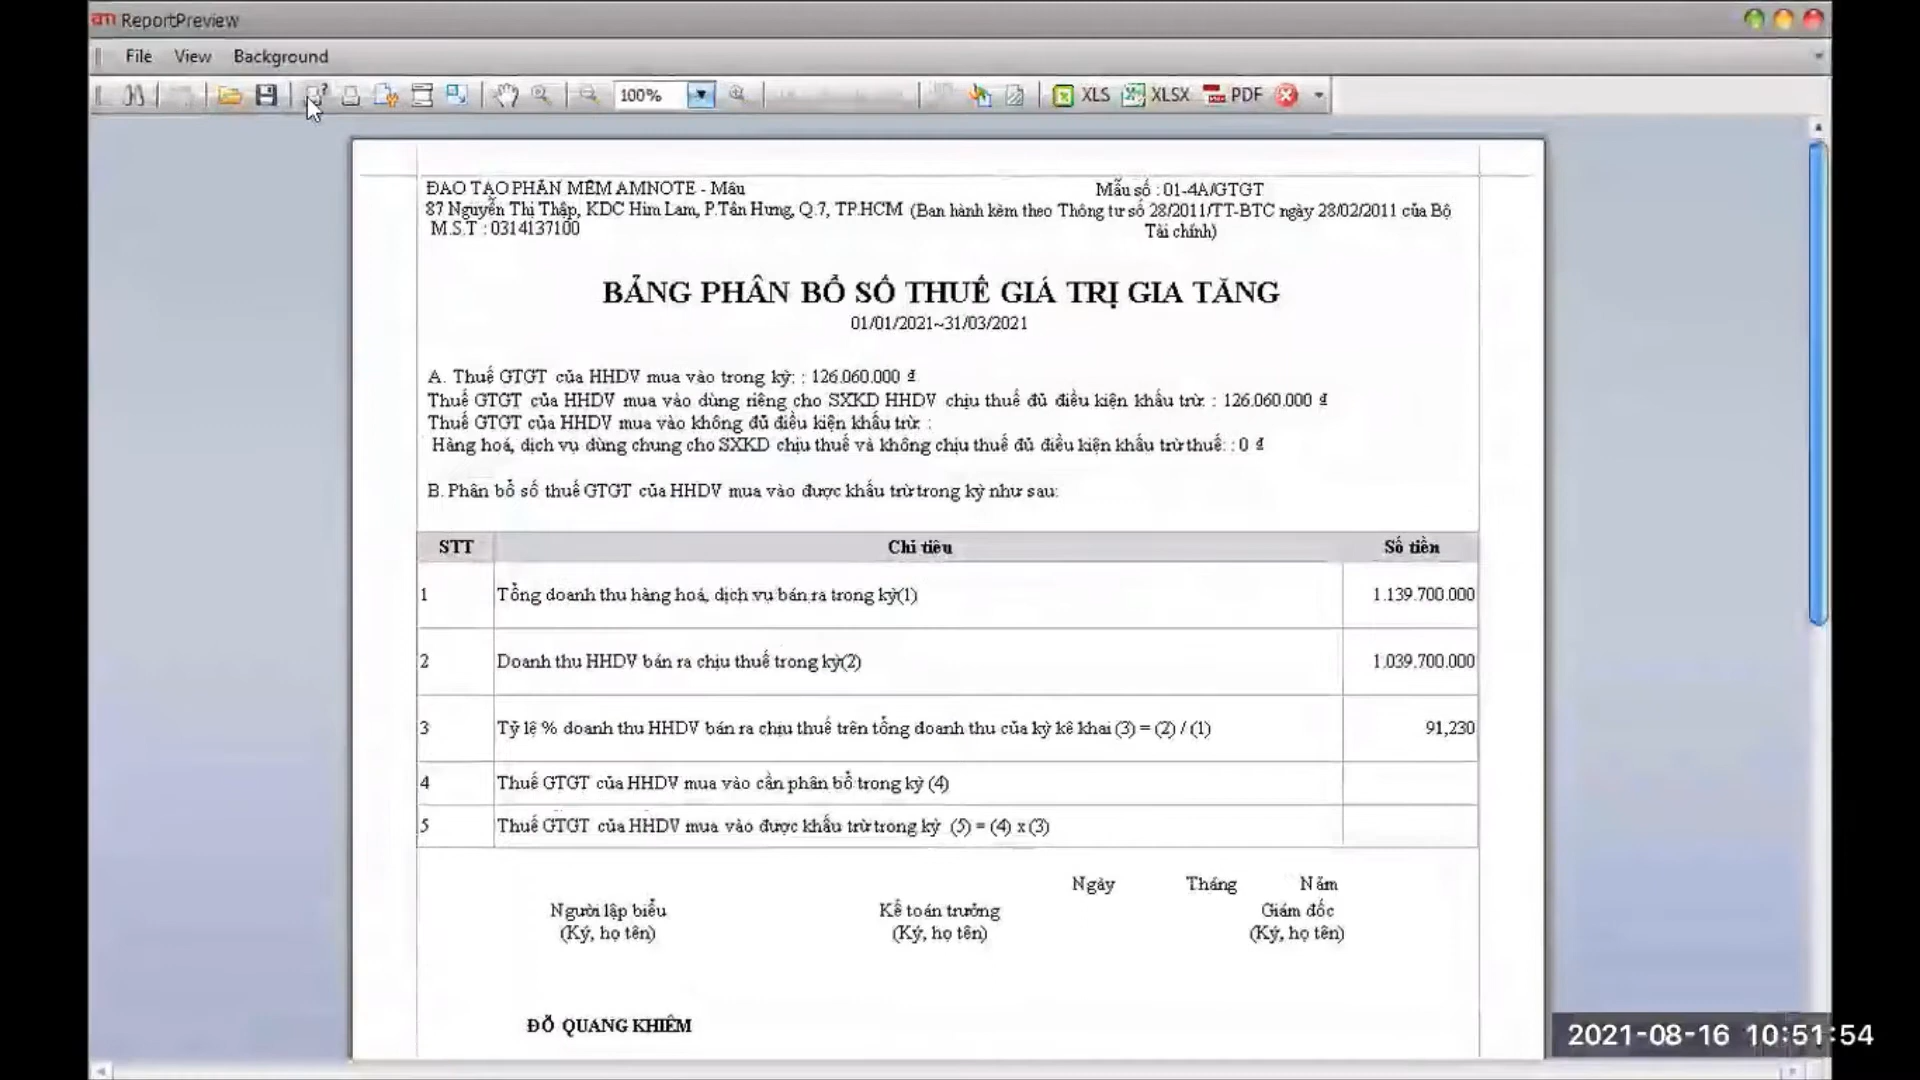 ReportPreview
File View Background
100% XLS XLSX PDF
ĐÀO TẠO PHẦN MỀM AMNOTE - Mẫu
Mẫu số : 01-4A/GTGT
87 Nguyễn Thị Thập, KDC Him Lam, P.Tân Hưng, Q.7, TP.HCM
(Ban hành kèm theo Thông tư số 28/2011/TT-BTC ngày 28/02/2011 của Bộ
Tài chính)
M.S.T : 0314137100
BẢNG PHÂN BỔ SỐ THUẾ GIÁ TRỊ GIA TĂNG
01/01/2021~31/03/2021
A. Thuế GTGT của HHDV mua vào trong kỳ: : 126.060.000 ₫
Thuế GTGT của HHDV mua vào dùng riêng cho SXKD HHDV chịu thuế đủ điều kiện khấu trừ: : 126.060.000 ₫
Thuế GTGT của HHDV mua vào không đủ điều kiện khấu trừ: :
Hàng hoá, dịch vụ dùng chung cho SXKD chịu thuế và không chịu thuế đủ điều kiện khấu trừ thuế: : 0 ₫
B. Phân bổ số thuế GTGT của HHDV mua vào được khấu trừ trong kỳ như sau:
STT Chỉ tiêu Số tiền
1 Tổng doanh thu hàng hoá, dịch vụ bán ra trong kỳ(1) 1.139.700.000
2 Doanh thu HHDV bán ra chịu thuế trong kỳ(2) 1.039.700.000
3 Tỷ lệ % doanh thu HHDV bán ra chịu thuế trên tổng doanh thu của kỳ kê khai (3) = (2) / (1) 91,230
4 Thuế GTGT của HHDV mua vào cần phân bổ trong kỳ (4)
5 Thuế GTGT của HHDV mua vào được khấu trừ trong kỳ (5) = (4) x (3)
Ngày Tháng Năm
Người lập biểu Kế toán trưởng Giám đốc
(Ký, họ tên) (Ký, họ tên) (Ký, họ tên)
ĐỖ QUANG KHIÊM
2021-08-16 10:51:54